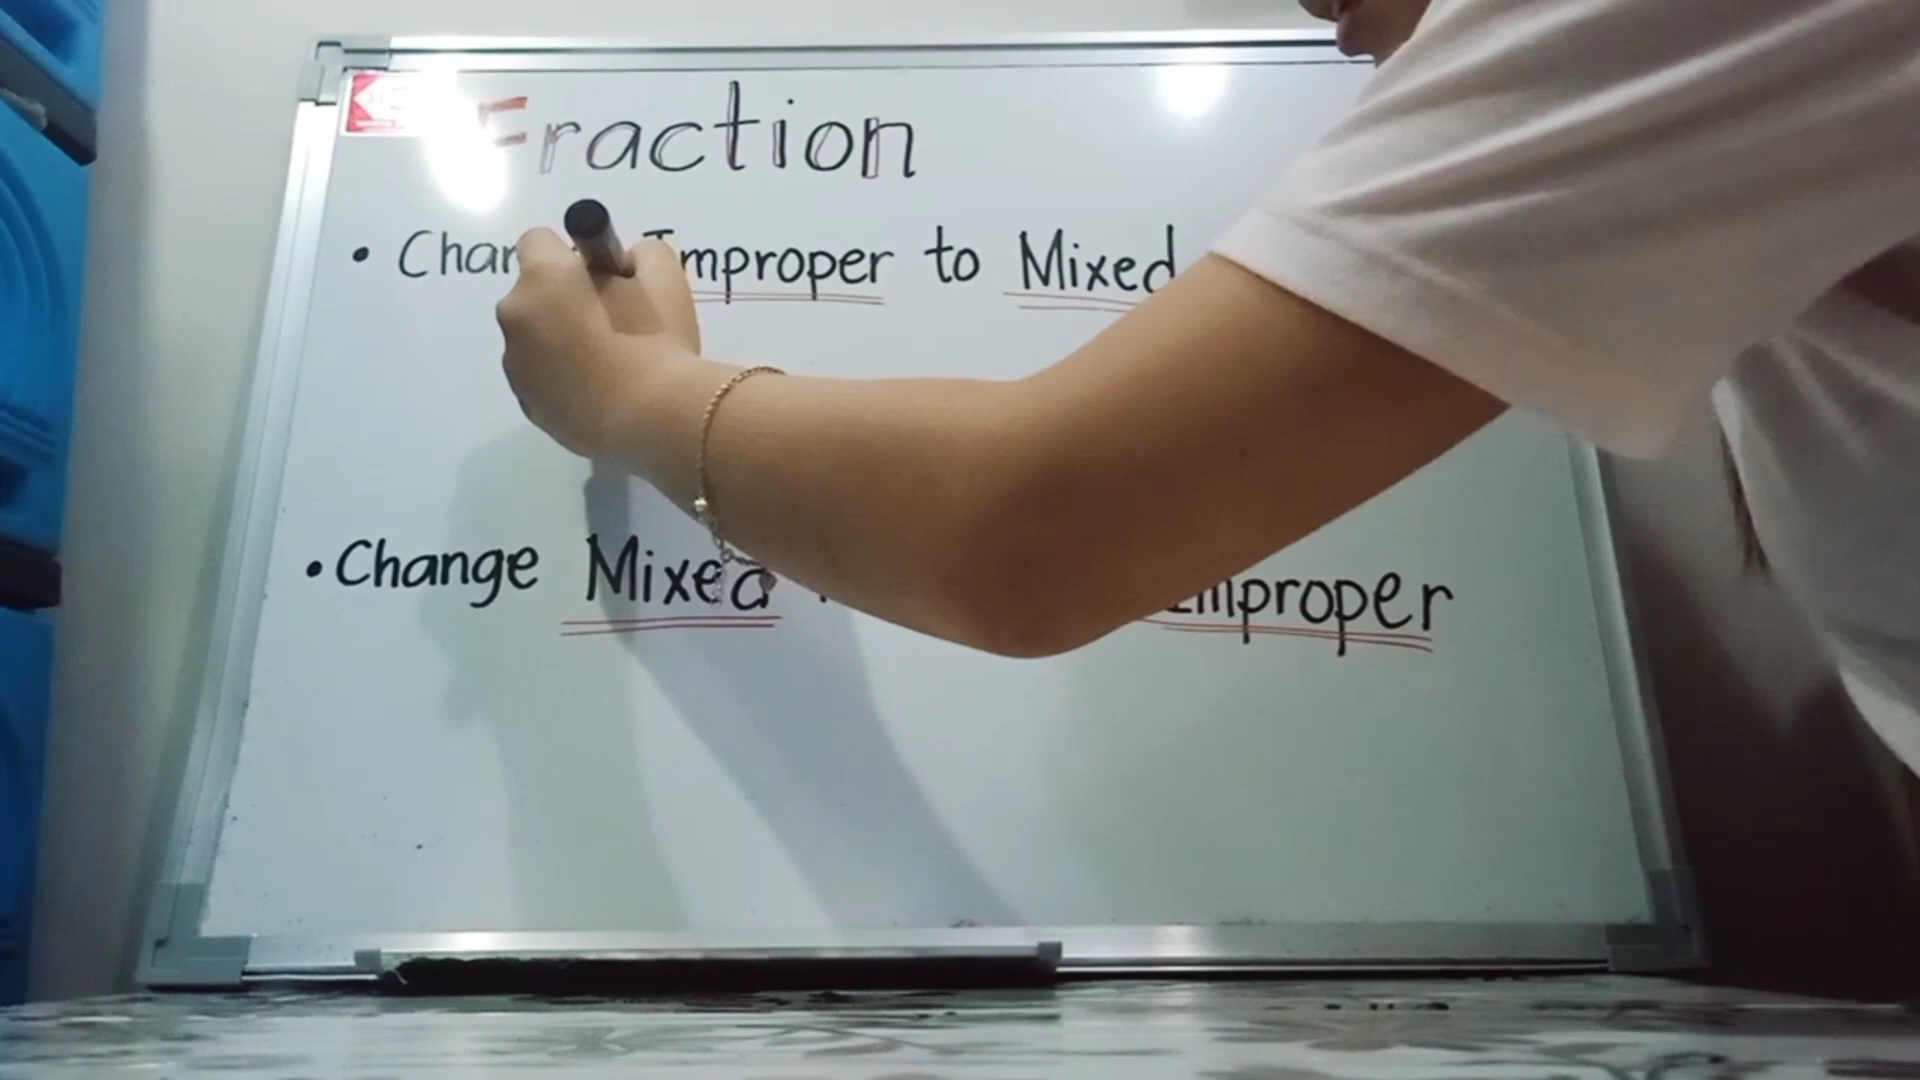 Fraction
• Change Improper to Mixed
• Change Mixed Improper